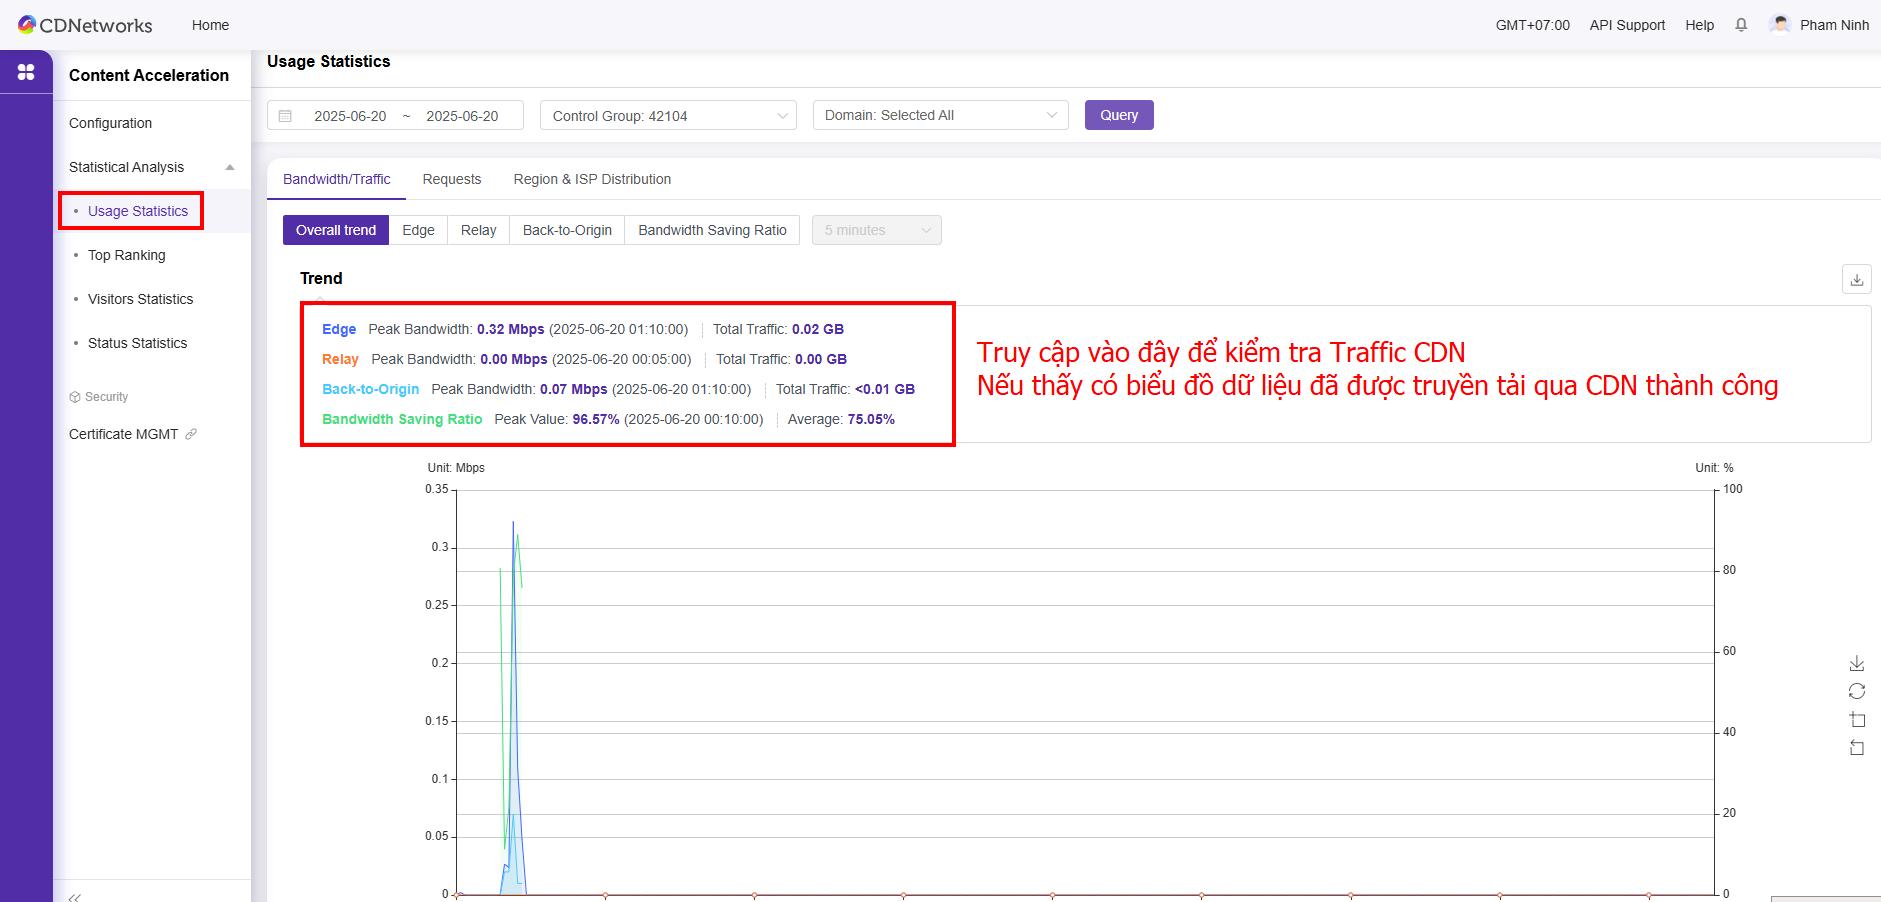 CDNetworks
Home
GMT+07:00 API Support Help Pham Ninh
Content Acceleration
Configuration
Statistical Analysis
Usage Statistics
Top Ranking
Visitors Statistics
Status Statistics
Security
Certificate MGMT
Usage Statistics
2025-06-20 ~ 2025-06-20
Control Group: 42104
Domain: Selected All
Query
Bandwidth/Traffic Requests Region & ISP Distribution
Overall trend Edge Relay Back-to-Origin Bandwidth Saving Ratio 5 minutes
Trend
Edge Peak Bandwidth: 0.32 Mbps (2025-06-20 01:10:00) Total Traffic: 0.02 GB
Relay Peak Bandwidth: 0.00 Mbps (2025-06-20 00:05:00) Total Traffic: 0.00 GB
Back-to-Origin Peak Bandwidth: 0.07 Mbps (2025-06-20 01:10:00) Total Traffic: <0.01 GB
Bandwidth Saving Ratio Peak Value: 96.57% (2025-06-20 00:10:00) Average: 75.05%
Truy cập vào đây để kiểm tra Traffic CDN
Nếu thấy có biểu đồ dữ liệu đã được truyền tải qua CDN thành công
Unit: Mbps
Unit: %
0.35
0.3
0.25
0.2
0.15
0.1
0.05
0
100
80
60
40
20
0